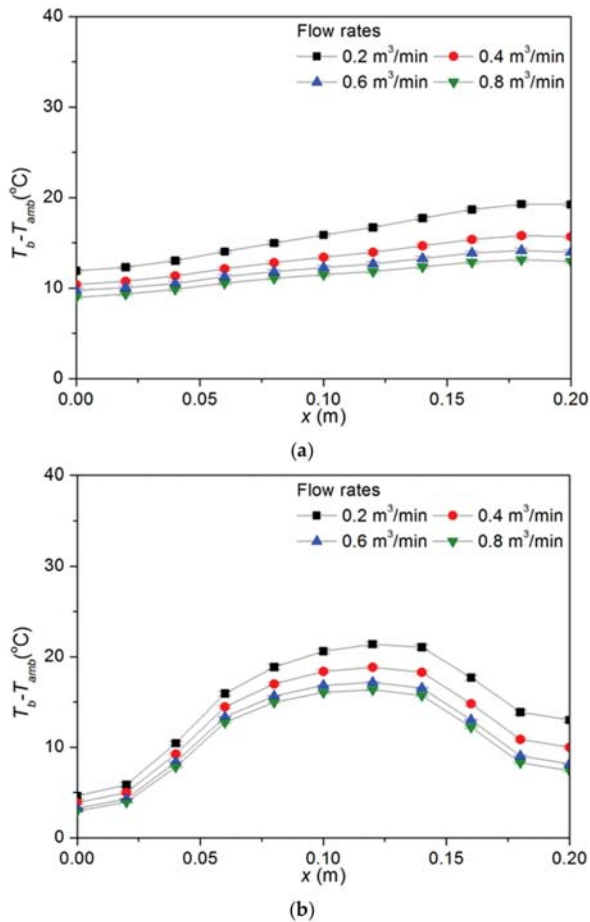 40
30
20
10
0
T_b-T_amb(°C)
Flow rates
0.2 m³/min 0.4 m³/min
0.6 m³/min 0.8 m³/min
0.00 0.05 0.10 0.15 0.20
x (m)
(a)
40
30
20
10
0
T_b-T_amb(°C)
Flow rates
0.2 m³/min 0.4 m³/min
0.6 m³/min 0.8 m³/min
0.00 0.05 0.10 0.15 0.20
x (m)
(b)